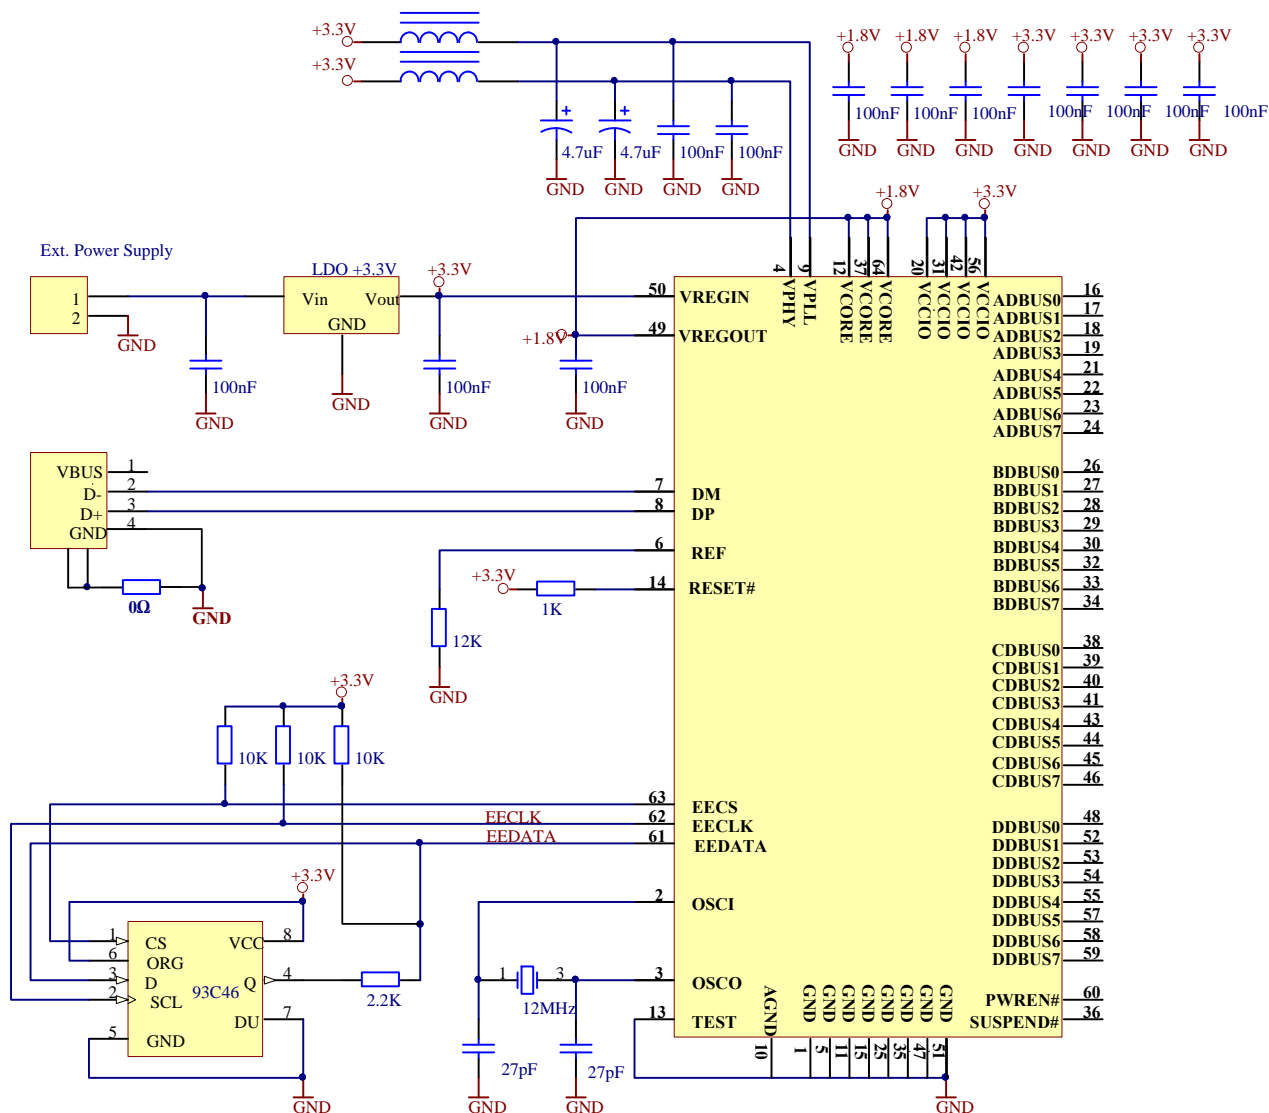 +3.3V
+3.3V
4.7uF
4.7uF
100nF
100nF
GND
GND
GND
GND
+1.8V
+1.8V
+1.8V
+3.3V
+3.3V
+3.3V
+3.3V
100nF
100nF
100nF
100nF
100nF
100nF
100nF
GND
GND
GND
GND
GND
GND
GND
+1.8V
+3.3V
Ext. Power Supply
1
2
GND
100nF
GND
LDO +3.3V
Vin
Vout
GND
GND
+3.3V
100nF
GND
+1.8V
100nF
GND
4
9
12
37
64
20
31
42
56
VPHY
VPLL
VCORE
VCORE
VCORE
VCCIO
VCCIO
VCCIO
VCCIO
50
VREGIN
49
VREGOUT
VBUS
1
D-
2
D+
3
GND
4
0Ω
GND
7
DM
8
DP
6
REF
12K
GND
+3.3V
1K
14
RESET#
+3.3V
10K
10K
10K
63
EECS
EECLK
62
EECLK
EEDATA
61
EEDATA
+3.3V
1
CS
VCC
8
6
ORG
3
D
Q
4
2
SCL
93C46
DU
7
5
GND
2.2K
GND
2
OSCI
1
3
12MHz
3
OSCO
13
TEST
27pF
27pF
GND
GND
AGND
GND
GND
GND
GND
GND
GND
GND
GND
10
1
5
11
15
25
35
47
51
GND
ADBUS0
16
ADBUS1
17
ADBUS2
18
ADBUS3
19
ADBUS4
21
ADBUS5
22
ADBUS6
23
ADBUS7
24
BDBUS0
26
BDBUS1
27
BDBUS2
28
BDBUS3
29
BDBUS4
30
BDBUS5
32
BDBUS6
33
BDBUS7
34
CDBUS0
38
CDBUS1
39
CDBUS2
40
CDBUS3
41
CDBUS4
43
CDBUS5
44
CDBUS6
45
CDBUS7
46
DDBUS0
48
DDBUS1
52
DDBUS2
53
DDBUS3
54
DDBUS4
55
DDBUS5
57
DDBUS6
58
DDBUS7
59
PWREN#
60
SUSPEND#
36